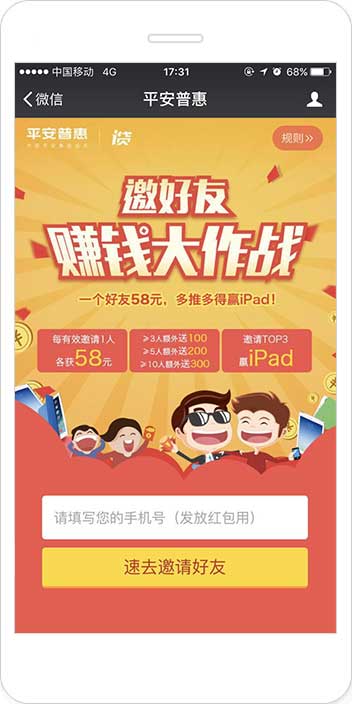 中国移动 4G 17:31 68%
微信 平安普惠
平安普惠 i贷 规则
邀好友
赚钱大作战
一个好友58元，多推多得赢iPad！
每有效邀请1人
各获58元
≥3人额外送100
≥5人额外送200
≥10人额外送300
邀请TOP3
赢iPad
请填写您的手机号（发放红包用）
速去邀请好友